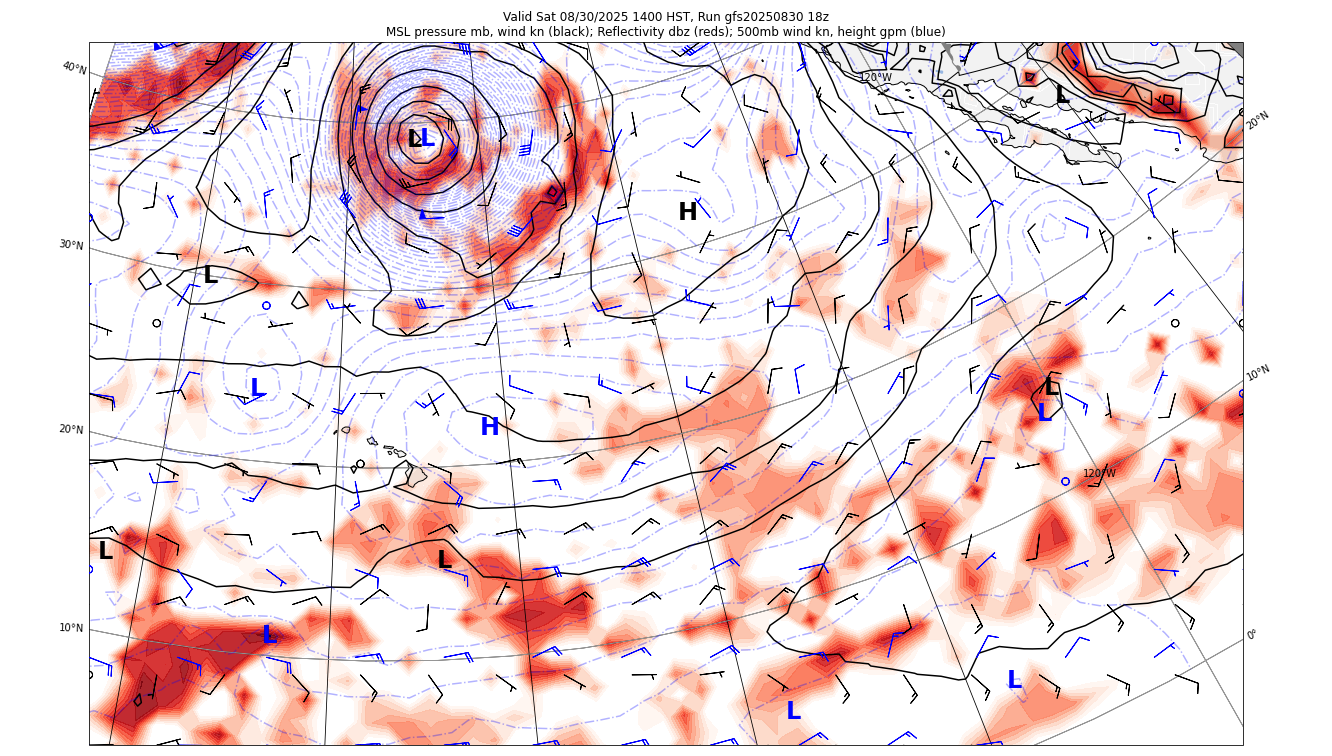 Valid Sat 08/30/2025 1400 HST, Run gfs20250830 18z
MSL pressure mb, wind kn (black); Reflectivity dbz (reds); 500mb wind kn, height gpm (blue)
40°N
120°W
L
20°N
L L
H
30°N
L
10°N
L
L
L
H
20°N
120°W
L
L
10°N
L
0°
L
L